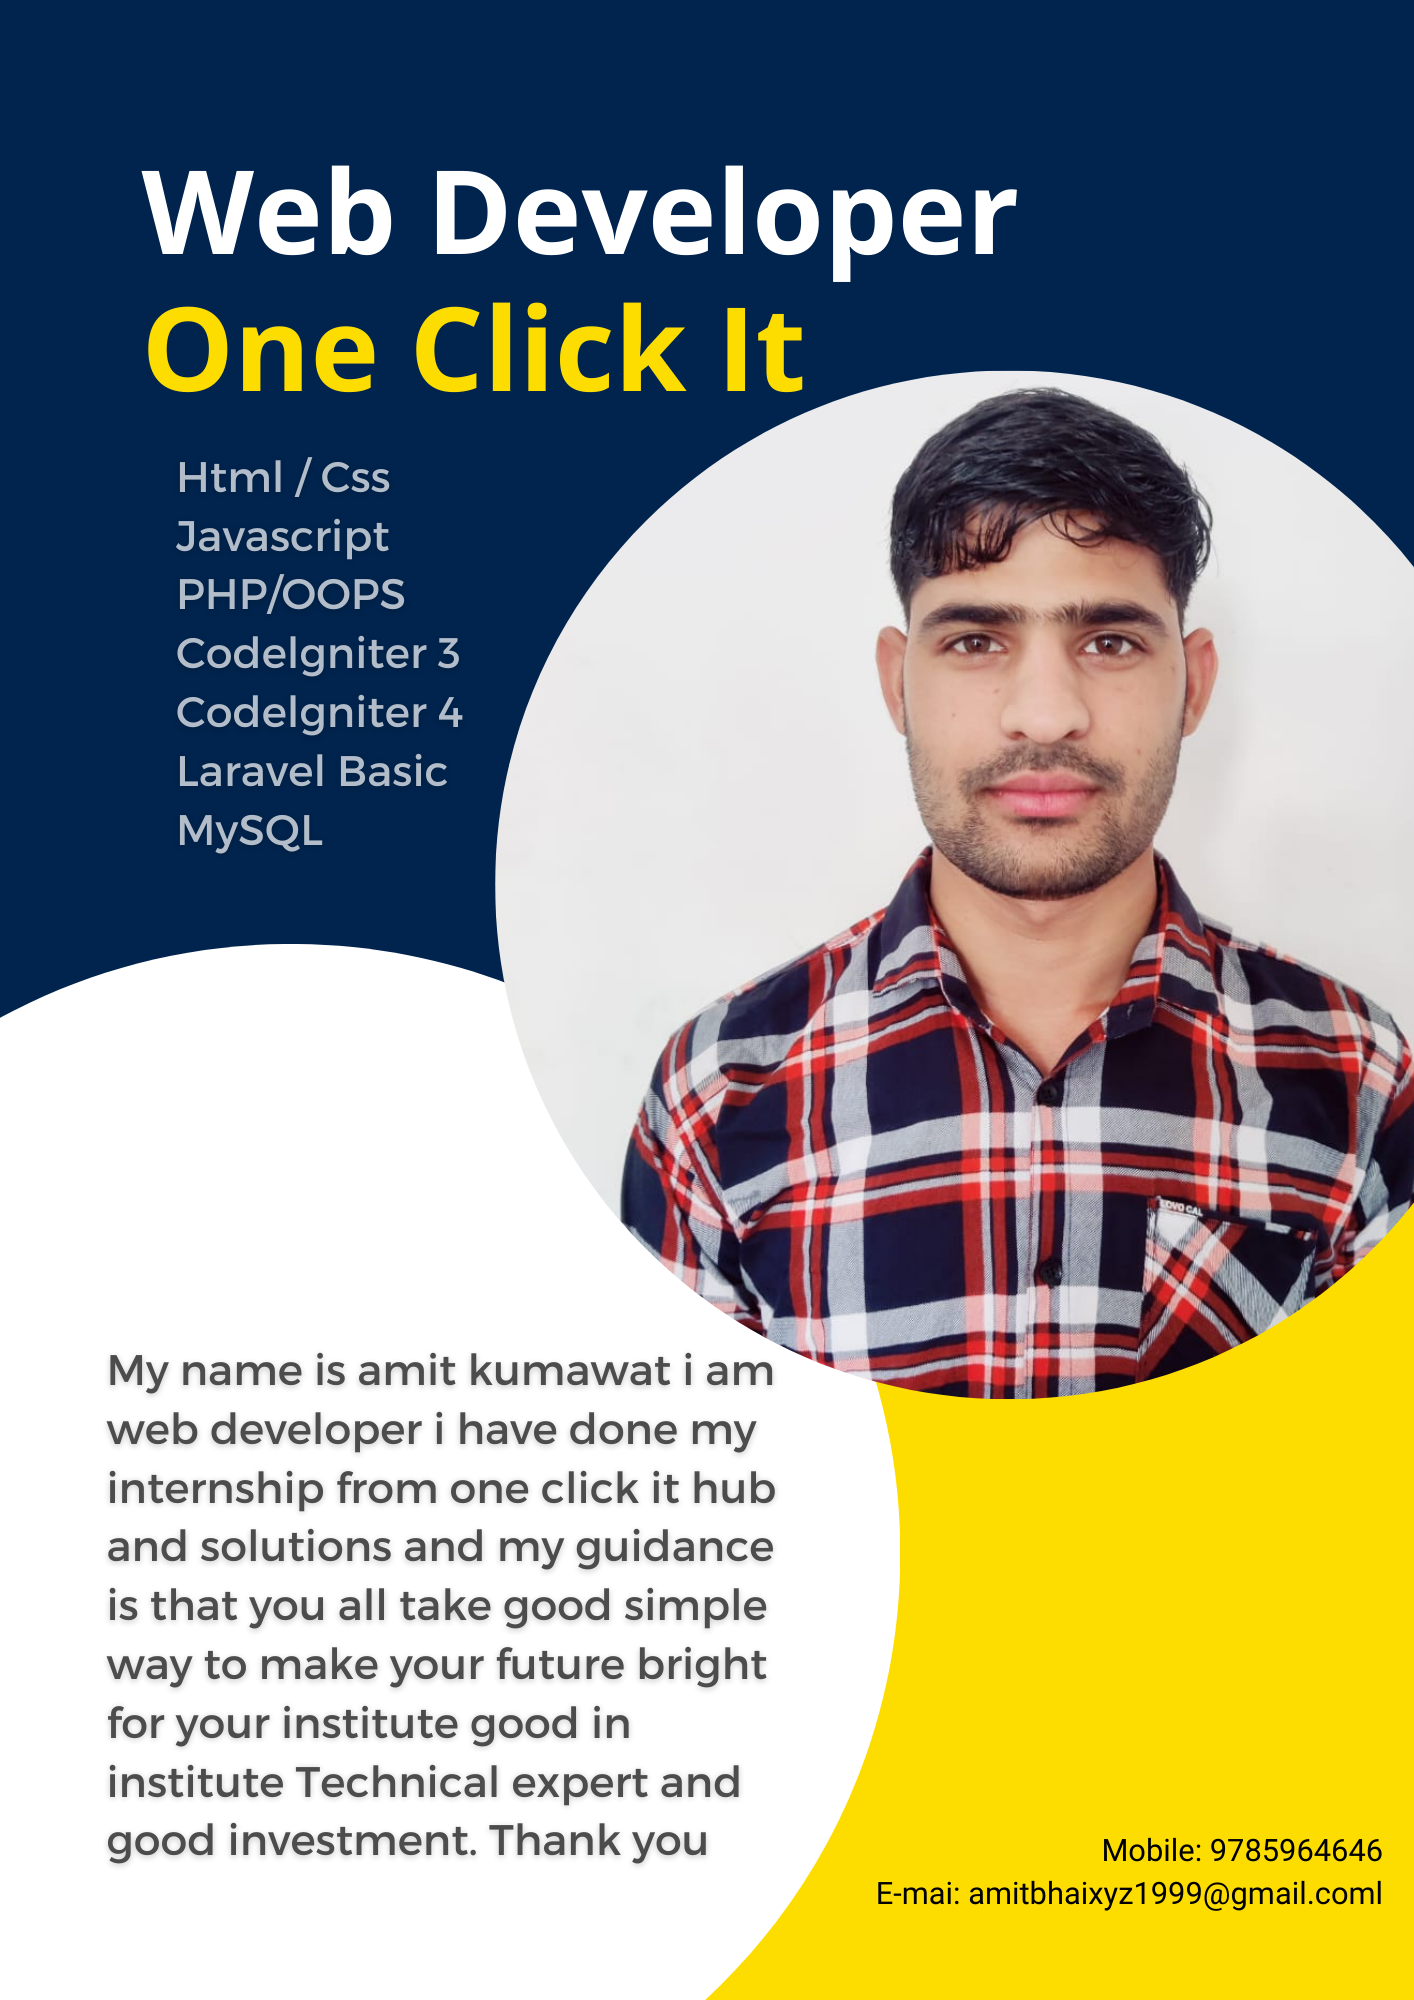 Web Developer
One Click It
Html / Css
Javascript
PHP/OOPS
CodeIgniter 3
CodeIgniter 4
Laravel Basic
MySQL
LOVO CAL
My name is amit kumawat i am
web developer i have done my
internship from one click it hub
and solutions and my guidance
is that you all take good simple
way to make your future bright
for your institute good in
institute Technical expert and
good investment. Thank you
Mobile: 9785964646
E-mai: amitbhaixyz1999@gmail.coml